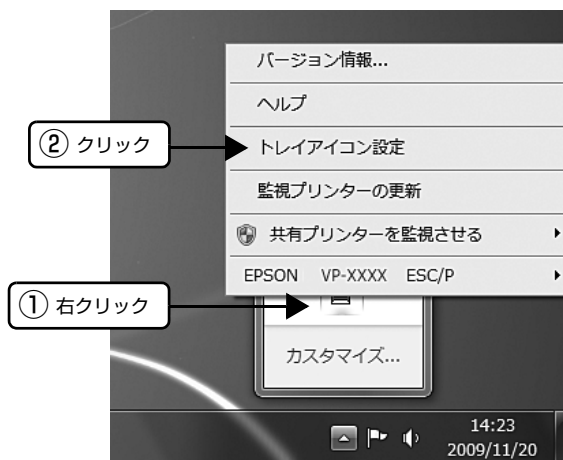 バージョン情報...
ヘルプ
② クリック
トレイアイコン設定
監視プリンターの更新
共有プリンターを監視させる
EPSON VP-XXXX ESC/P
① 右クリック
カスタマイズ...
14:23
2009/11/20